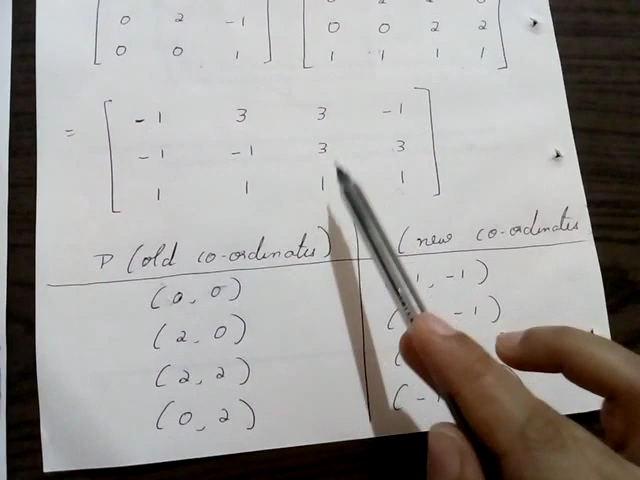 0 2 -1 0 0 2 2
0 0 1 1 1 1 1
= -1 3 3 -1
-1 -1 3 3
1 1 1 1
P (old co-ordinates) (new co-ordinates
(0, 0) 1, -1)
(2, 0) ( -1)
(2, 2) (
(0, 2) (-1